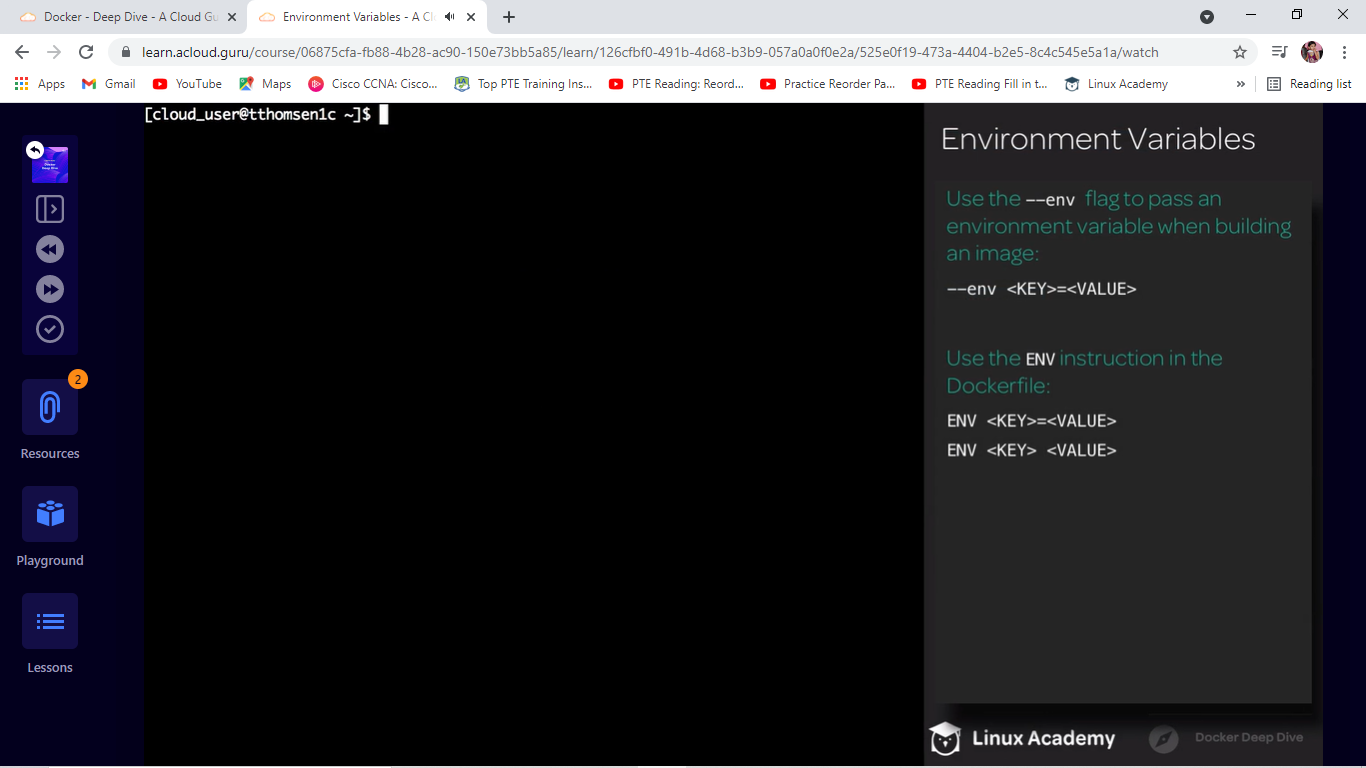 Docker - Deep Dive - A Cloud Gu
Environment Variables - A Cl
learn.acloud.guru/course/06875cfa-fb88-4b28-ac90-150e73bb5a85/learn/126cfbf0-491b-4d68-b3b9-057a0a0f0e2a/525e0f19-473a-4404-b2e5-8c4c545e5a1a/watch
Apps
Gmail
YouTube
Maps
Cisco CCNA: Cisco...
Top PTE Training Ins...
PTE Reading: Reord...
Practice Reorder Pa...
PTE Reading Fill in t...
Linux Academy
»
Reading list
[cloud_user@tthomsen1c ~]$
Docker
Deep Dive
2
Resources
Playground
Lessons
Environment Variables
Use the --env flag to pass an
environment variable when building
an image:
--env <KEY>=<VALUE>
Use the ENV instruction in the
Dockerfile:
ENV <KEY>=<VALUE>
ENV <KEY> <VALUE>
Linux Academy
Docker Deep Dive